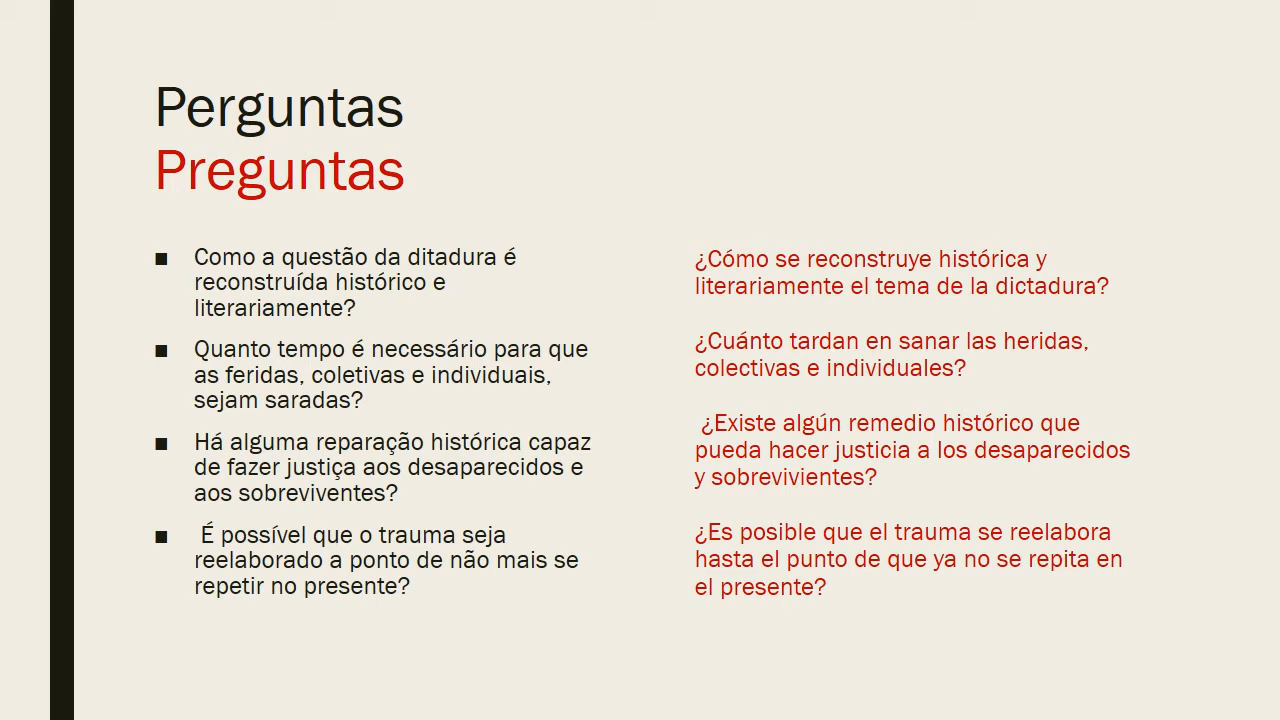 Perguntas
Preguntas
▪ Como a questão da ditadura é
reconstruída histórico e
literariamente?
▪ Quanto tempo é necessário para que
as feridas, coletivas e individuais,
sejam saradas?
▪ Há alguma reparação histórica capaz
de fazer justiça aos desaparecidos e
aos sobreviventes?
▪ É possível que o trauma seja
reelaborado a ponto de não mais se
repetir no presente?
¿Cómo se reconstruye histórica y
literariamente el tema de la dictadura?
¿Cuánto tardan en sanar las heridas,
colectivas e individuales?
¿Existe algún remedio histórico que
pueda hacer justicia a los desaparecidos
y sobrevivientes?
¿Es posible que el trauma se reelabora
hasta el punto de que ya no se repita en
el presente?